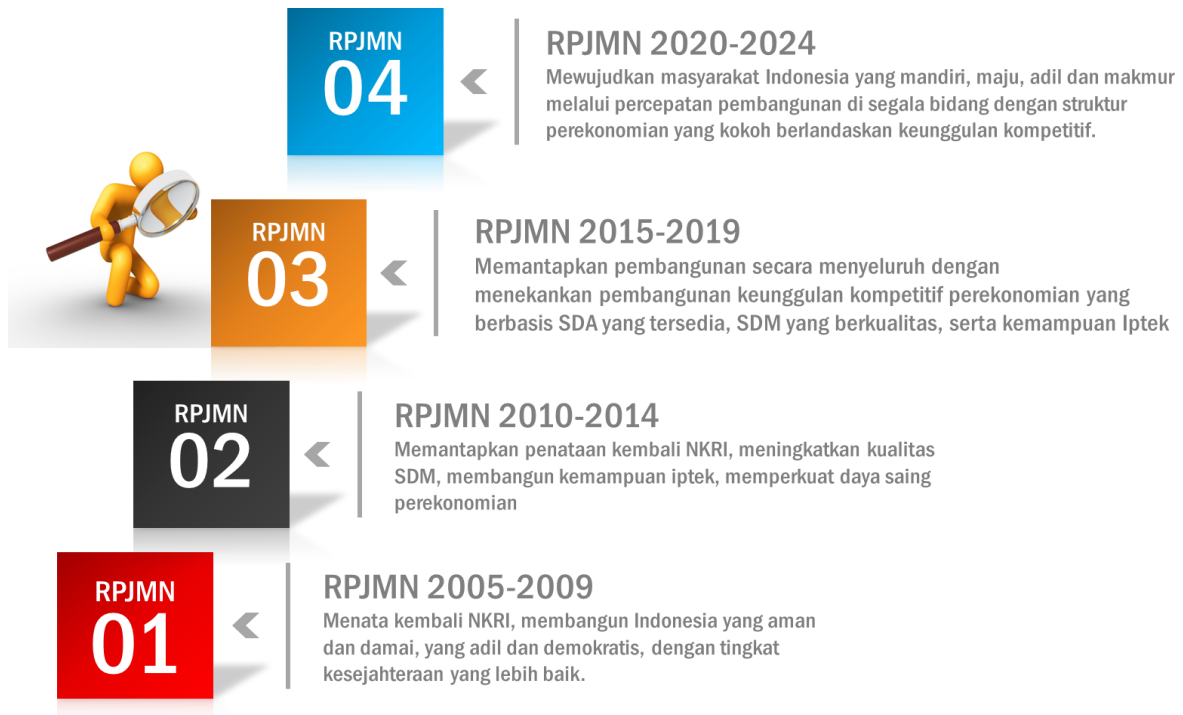 RPJMN
04
RPJMN 2020-2024
Mewujudkan masyarakat Indonesia yang mandiri, maju, adil dan makmur
melalui percepatan pembangunan di segala bidang dengan struktur
perekonomian yang kokoh berlandaskan keunggulan kompetitif.
RPJMN
03
RPJMN 2015-2019
Memantapkan pembangunan secara menyeluruh dengan
menekankan pembangunan keunggulan kompetitif perekonomian yang
berbasis SDA yang tersedia, SDM yang berkualitas, serta kemampuan Iptek
RPJMN
02
RPJMN 2010-2014
Memantapkan penataan kembali NKRI, meningkatkan kualitas
SDM, membangun kemampuan iptek, memperkuat daya saing
perekonomian
RPJMN
01
RPJMN 2005-2009
Menata kembali NKRI, membangun Indonesia yang aman
dan damai, yang adil dan demokratis, dengan tingkat
kesejahteraan yang lebih baik.